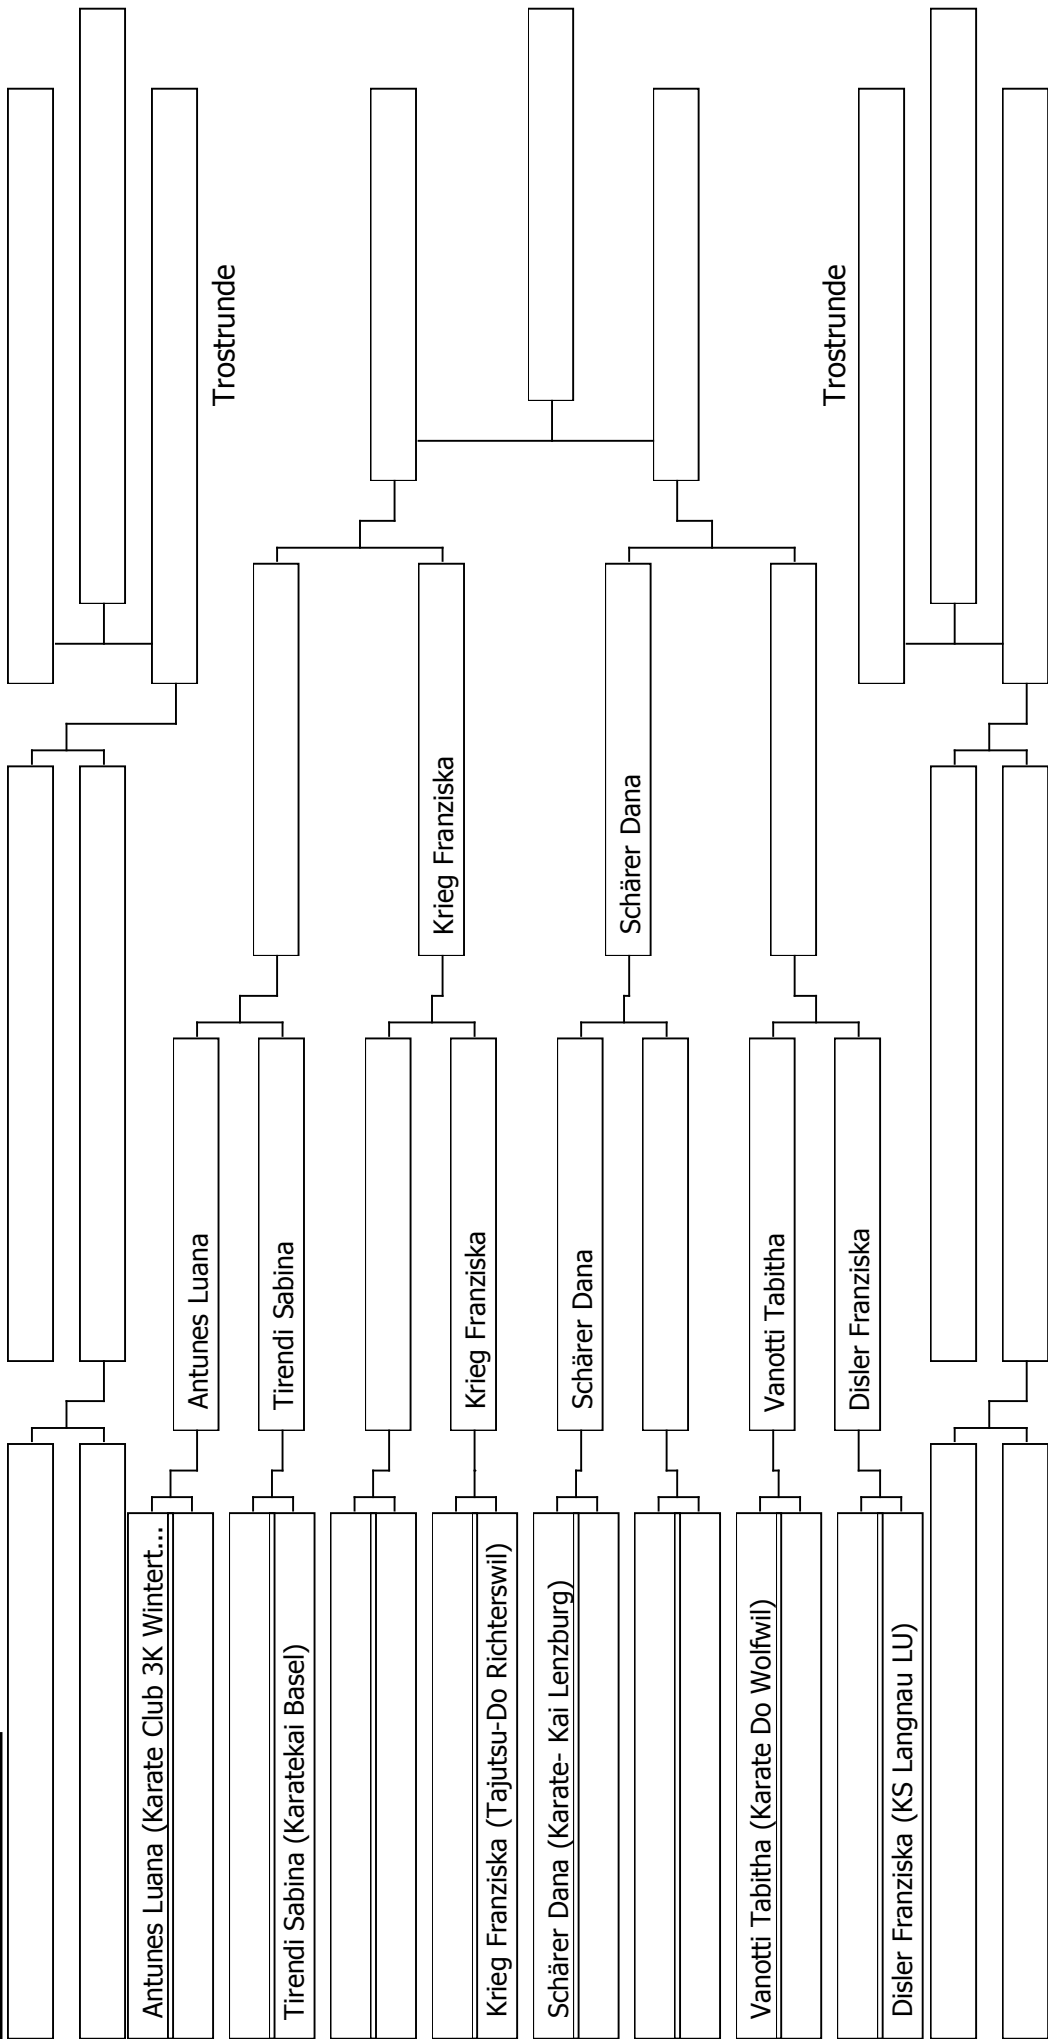 Antunes Luana (Karate Club 3K Wintert...
Tirendi Sabina (Karatekai Basel)
Krieg Franziska (Tajutsu-Do Richterswil)
Schärer Dana (Karate- Kai Lenzburg)
Vanotti Tabitha (Karate Do Wolfwil)
Disler Franziska (KS Langnau LU)
Antunes Luana
Tirendi Sabina
Krieg Franziska
Schärer Dana
Vanotti Tabitha
Disler Franziska
Krieg Franziska
Schärer Dana
Trostrunde
Trostrunde